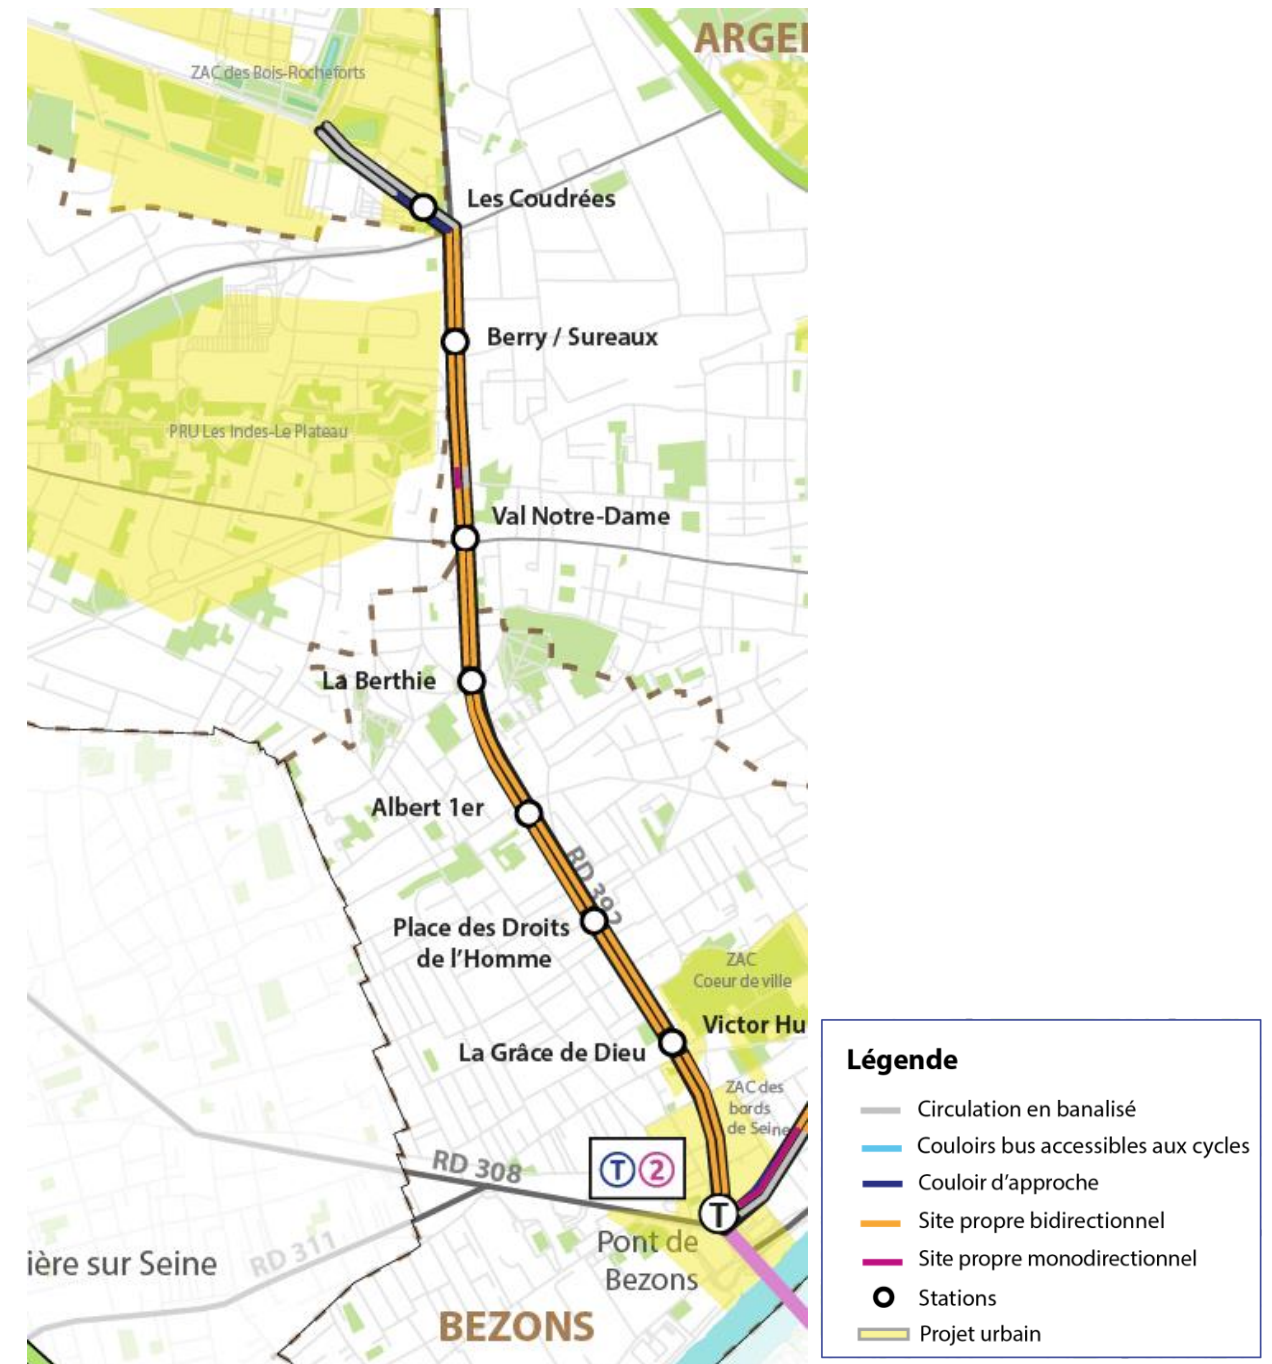 ARGEI
ZAC des Bois-Rocheforts
Les Coudrées
Berry / Sureaux
PRU Les Indes-Le Plateau
Val Notre-Dame
La Berthie
Albert 1er
RD 392
Place des Droits
de l'Homme
ZAC
Coeur de ville
Victor Hu
La Grâce de Dieu
ZAC des
bords
de Seine
T 2
RD 308
T
Pont de
Bezons
RD 311
ière sur Seine
BEZONS
Légende
Circulation en banalisé
Couloirs bus accessibles aux cycles
Couloir d'approche
Site propre bidirectionnel
Site propre monodirectionnel
Stations
Projet urbain